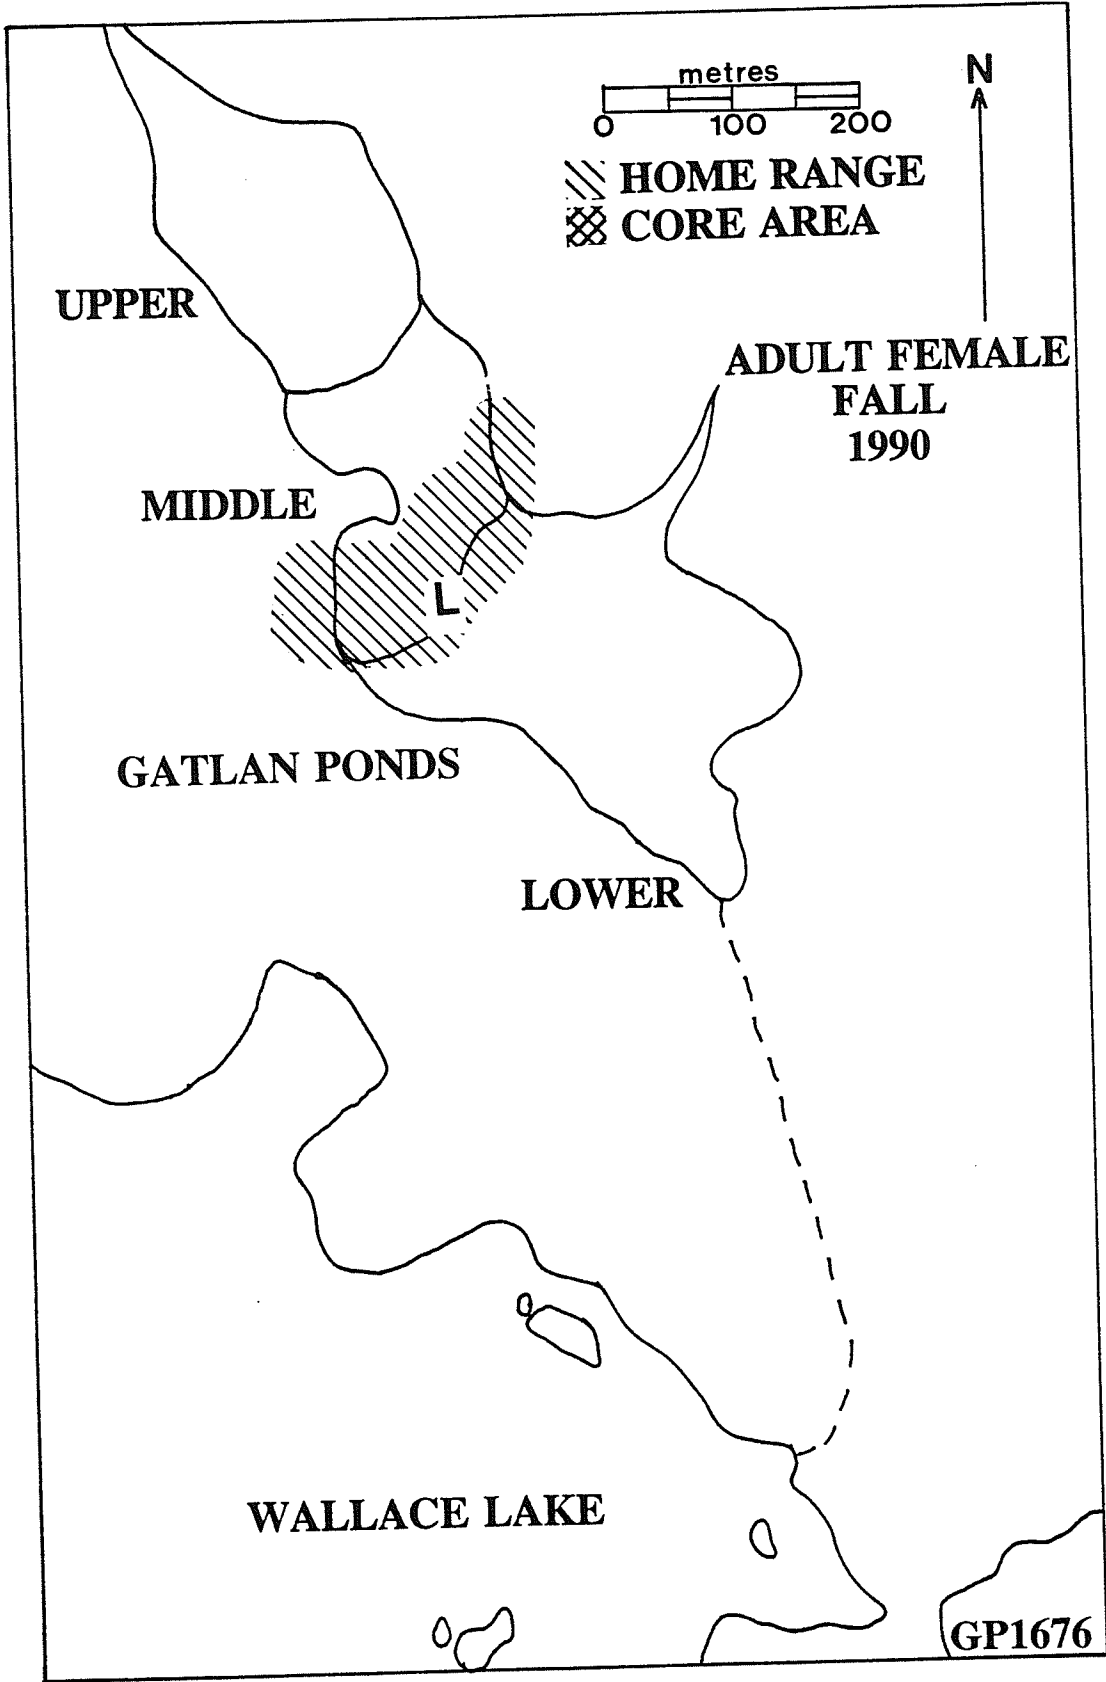 metres
N
0 100 200
HOME RANGE
CORE AREA
UPPER
ADULT FEMALE
FALL
1990
MIDDLE
L
GATLAN PONDS
LOWER
WALLACE LAKE
GP1676